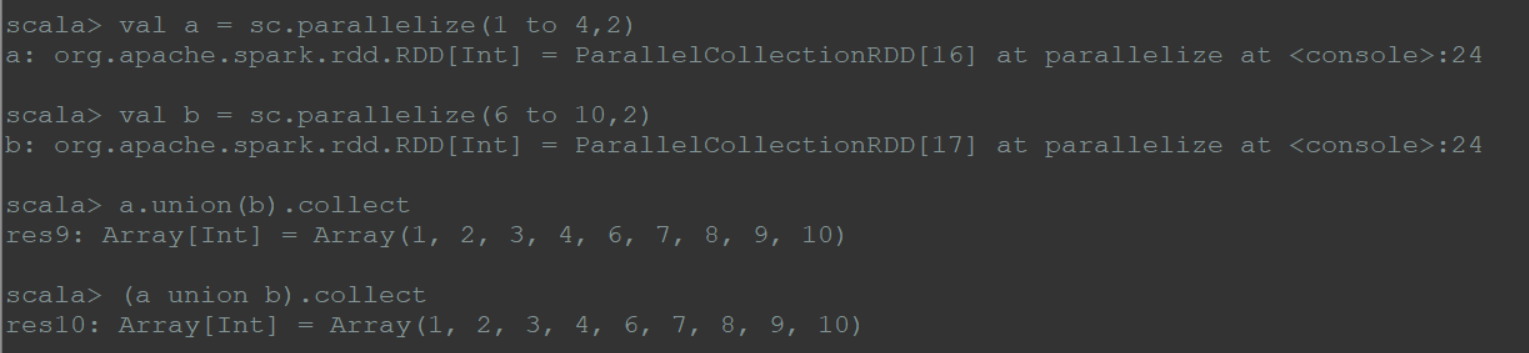 scala> val a = sc.parallelize(1 to 4,2)
a: org.apache.spark.rdd.RDD[Int] = ParallelCollectionRDD[16] at parallelize at <console>:24
scala> val b = sc.parallelize(6 to 10,2)
b: org.apache.spark.rdd.RDD[Int] = ParallelCollectionRDD[17] at parallelize at <console>:24
scala> a.union(b).collect
res9: Array[Int] = Array(1, 2, 3, 4, 6, 7, 8, 9, 10)
scala> (a union b).collect
res10: Array[Int] = Array(1, 2, 3, 4, 6, 7, 8, 9, 10)